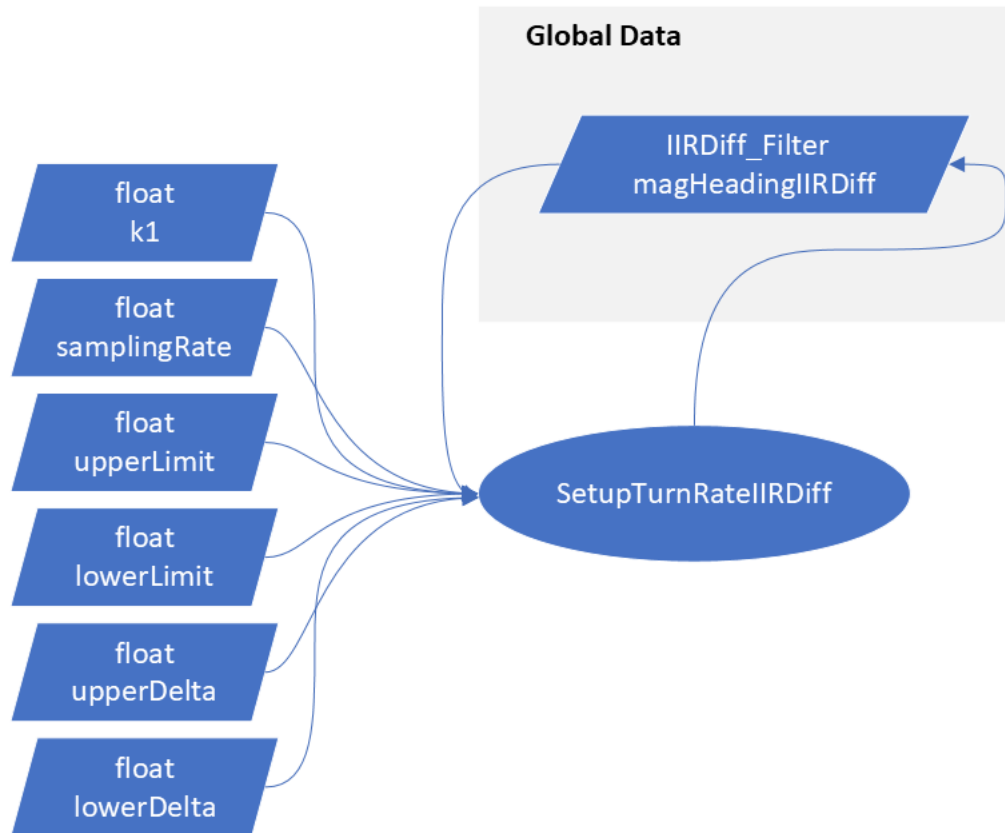 Global Data
IIRDiff_Filter
magHeadingIIRDiff
float
k1
float
samplingRate
float
upperLimit
float
lowerLimit
float
upperDelta
float
lowerDelta
SetupTurnRateIIRDiff